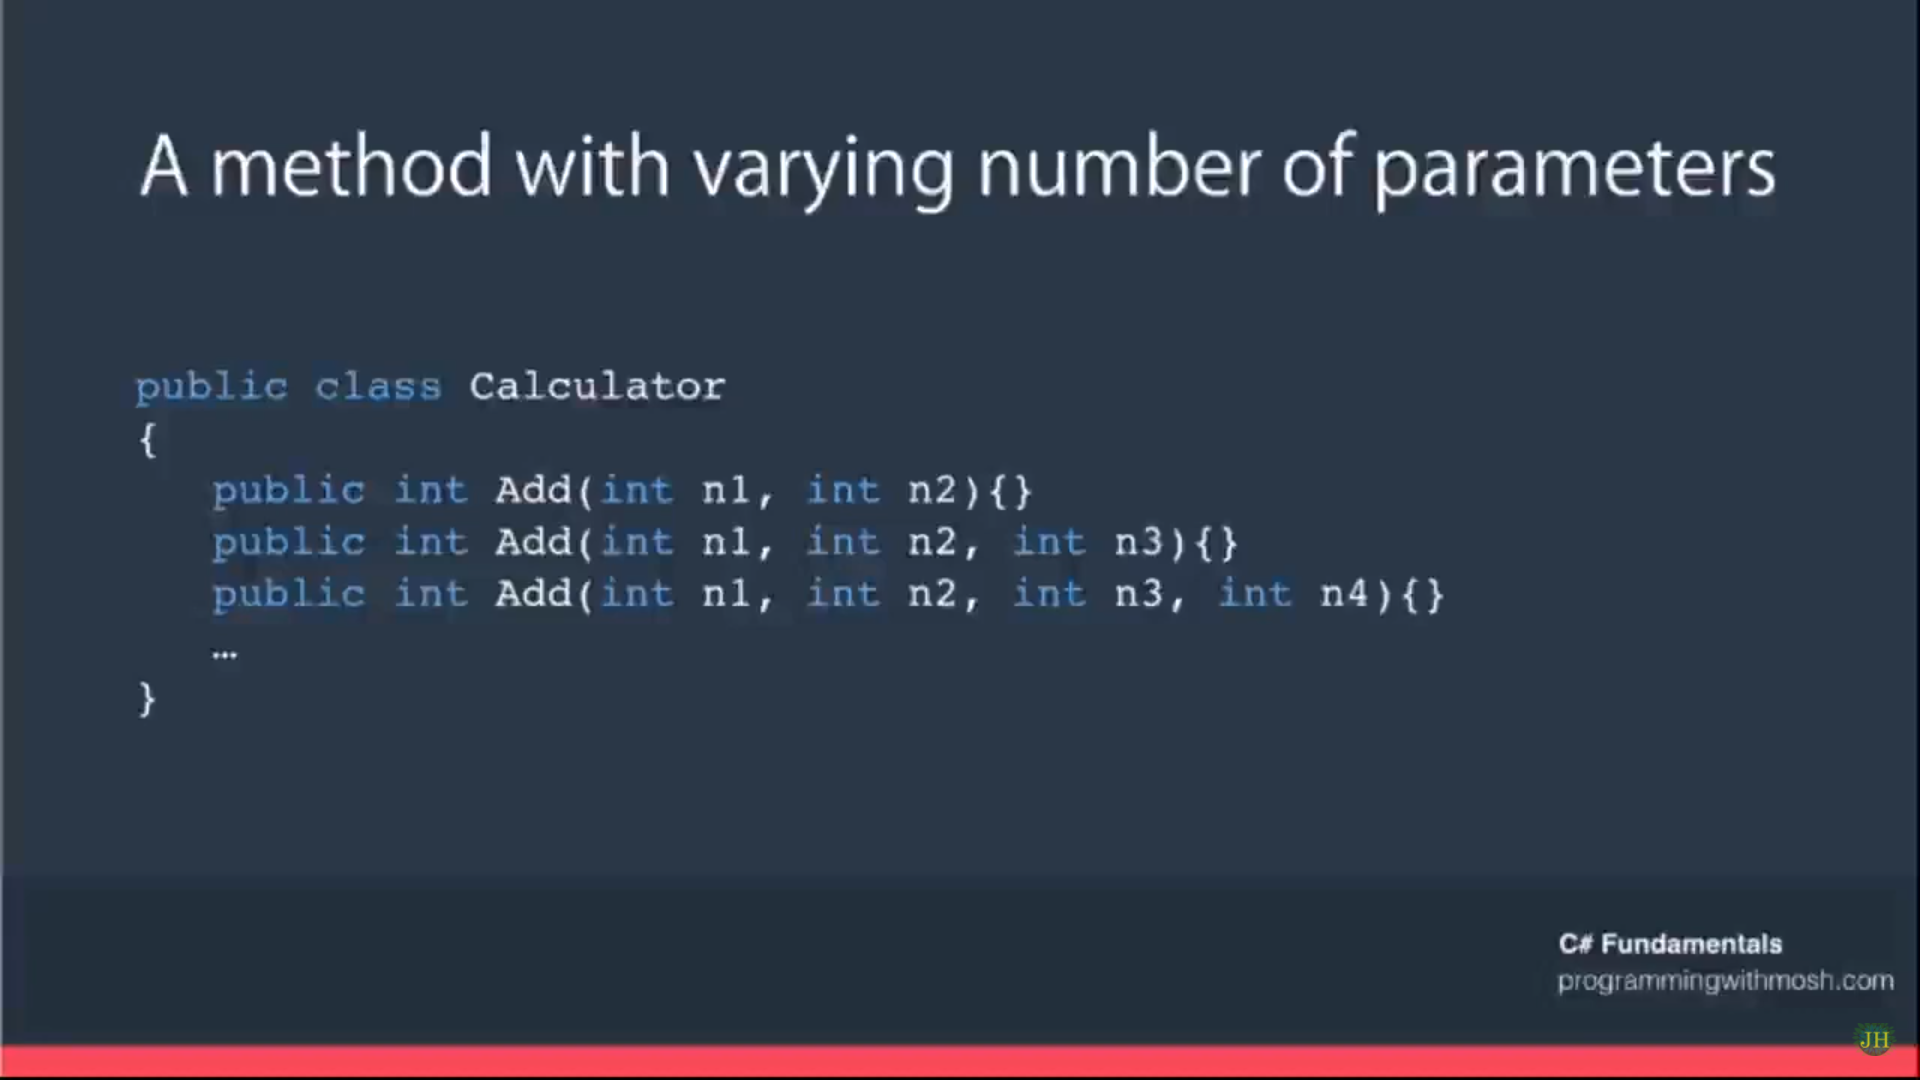 A method with varying number of parameters
public class Calculator
{
public int Add(int n1, int n2){}
public int Add(int n1, int n2, int n3){}
public int Add(int n1, int n2, int n3, int n4){}
…
}
C# Fundamentals
programmingwithmosh.com
JH